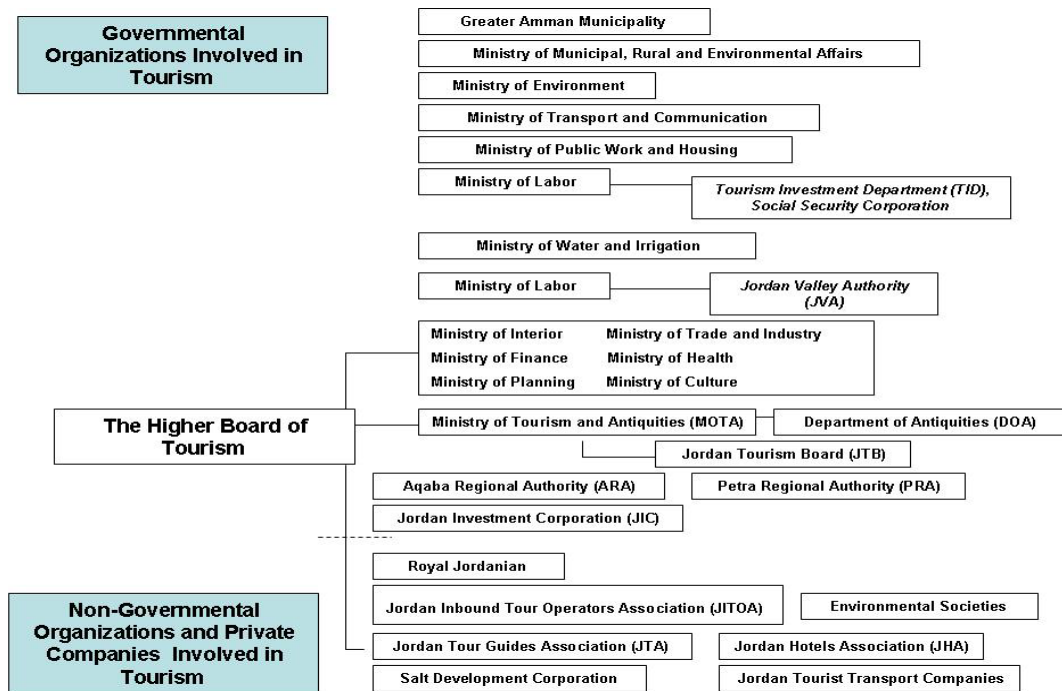 Governmental
Organizations Involved in
Tourism
Greater Amman Municipality
Ministry of Municipal, Rural and Environmental Affairs
Ministry of Environment
Ministry of Transport and Communication
Ministry of Public Work and Housing
Ministry of Labor
Tourism Investment Department (TID),
Social Security Corporation
Ministry of Water and Irrigation
Ministry of Labor
Jordan Valley Authority
(JVA)
Ministry of Interior Ministry of Trade and Industry
Ministry of Finance Ministry of Health
Ministry of Planning Ministry of Culture
The Higher Board of
Tourism
Ministry of Tourism and Antiquities (MOTA)
Department of Antiquities (DOA)
Jordan Tourism Board (JTB)
Aqaba Regional Authority (ARA)
Petra Regional Authority (PRA)
Jordan Investment Corporation (JIC)
Royal Jordanian
Non-Governmental
Organizations and Private
Companies Involved in
Tourism
Jordan Inbound Tour Operators Association (JITOA)
Environmental Societies
Jordan Tour Guides Association (JTA)
Jordan Hotels Association (JHA)
Salt Development Corporation
Jordan Tourist Transport Companies